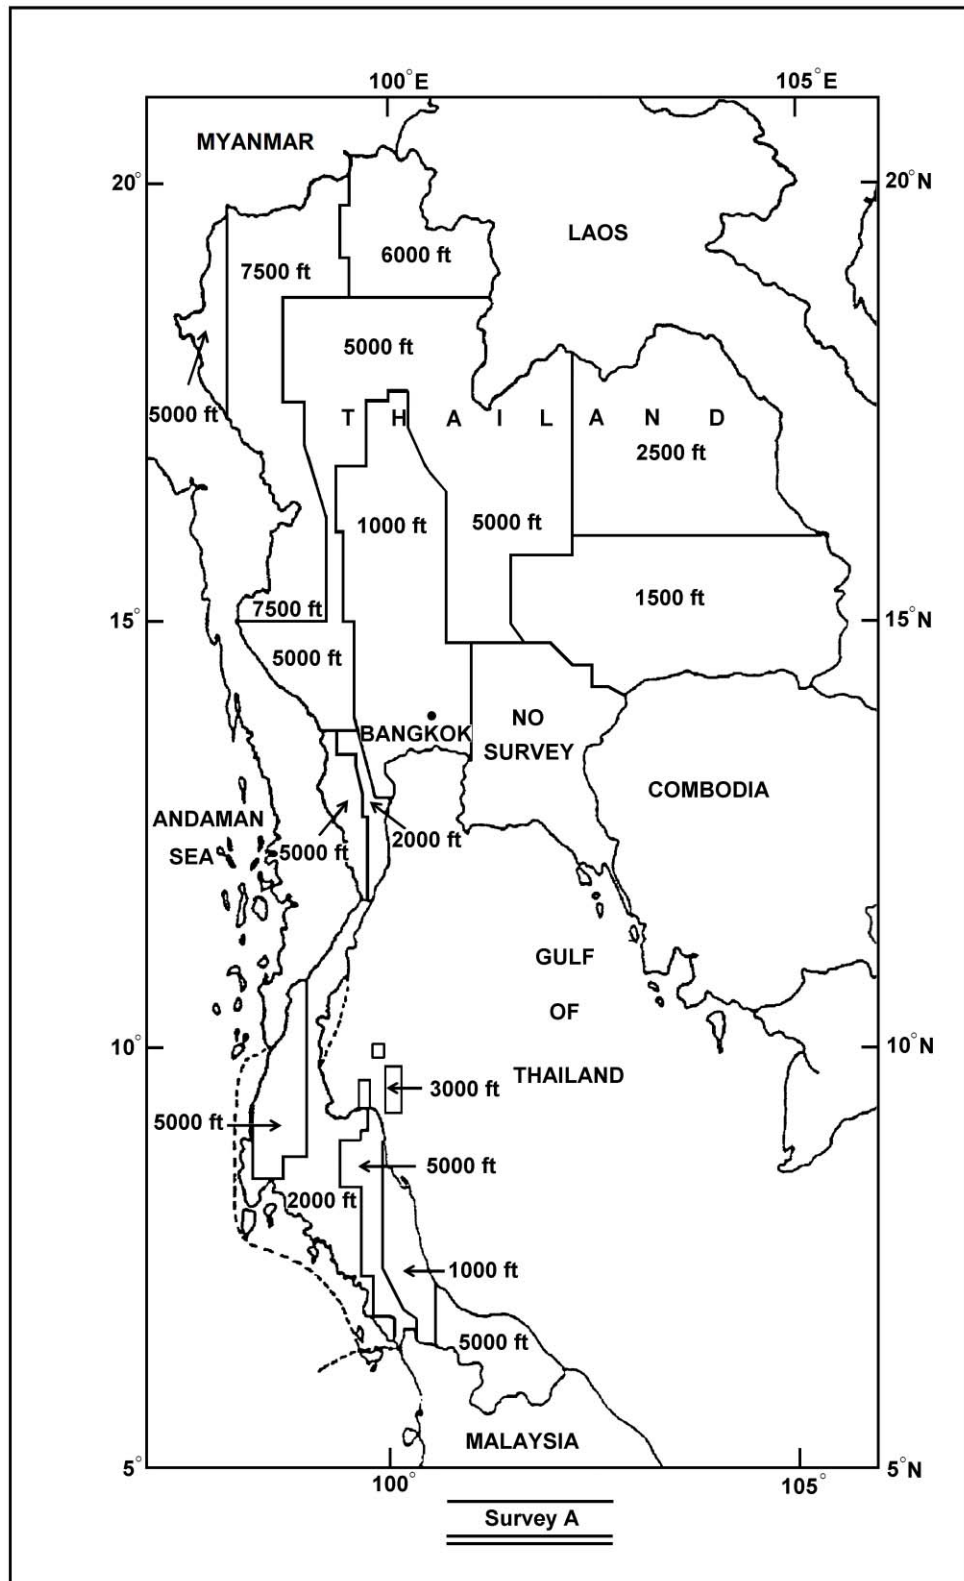 100°E 105°E
MYANMAR
20° 20°N
LAOS
6000 ft
7500 ft
5000 ft
5000 ft
T H A I L A N D
2500 ft
1000 ft
5000 ft
1500 ft
7500 ft
15° 15°N
5000 ft
NO
SURVEY
BANGKOK
COMBODIA
ANDAMAN
SEA
2000 ft
5000 ft
GULF
OF
THAILAND
10° 10°N
3000 ft
5000 ft
5000 ft
2000 ft
1000 ft
5000 ft
MALAYSIA
5° 5°N
100° 105°
Survey A